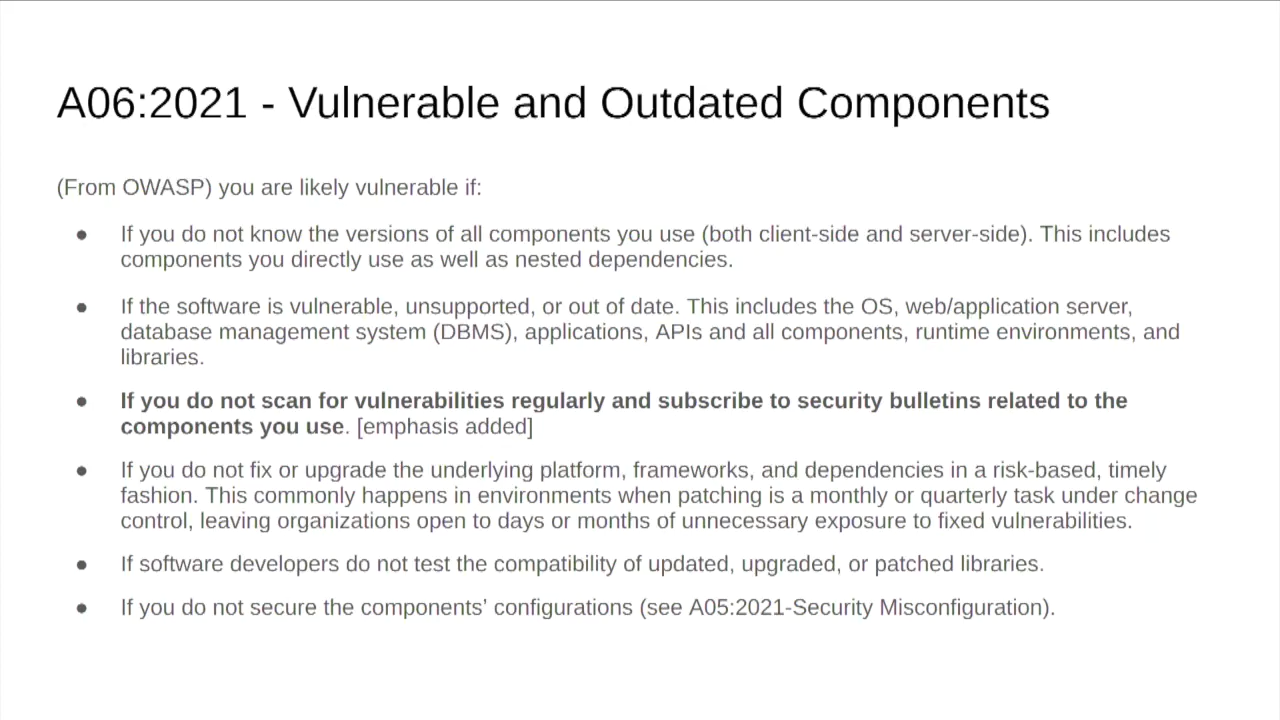 A06:2021 - Vulnerable and Outdated Components
(From OWASP) you are likely vulnerable if:
● If you do not know the versions of all components you use (both client-side and server-side). This includes
components you directly use as well as nested dependencies.
● If the software is vulnerable, unsupported, or out of date. This includes the OS, web/application server,
database management system (DBMS), applications, APIs and all components, runtime environments, and
libraries.
● If you do not scan for vulnerabilities regularly and subscribe to security bulletins related to the
components you use. [emphasis added]
● If you do not fix or upgrade the underlying platform, frameworks, and dependencies in a risk-based, timely
fashion. This commonly happens in environments when patching is a monthly or quarterly task under change
control, leaving organizations open to days or months of unnecessary exposure to fixed vulnerabilities.
● If software developers do not test the compatibility of updated, upgraded, or patched libraries.
● If you do not secure the components’ configurations (see A05:2021-Security Misconfiguration).